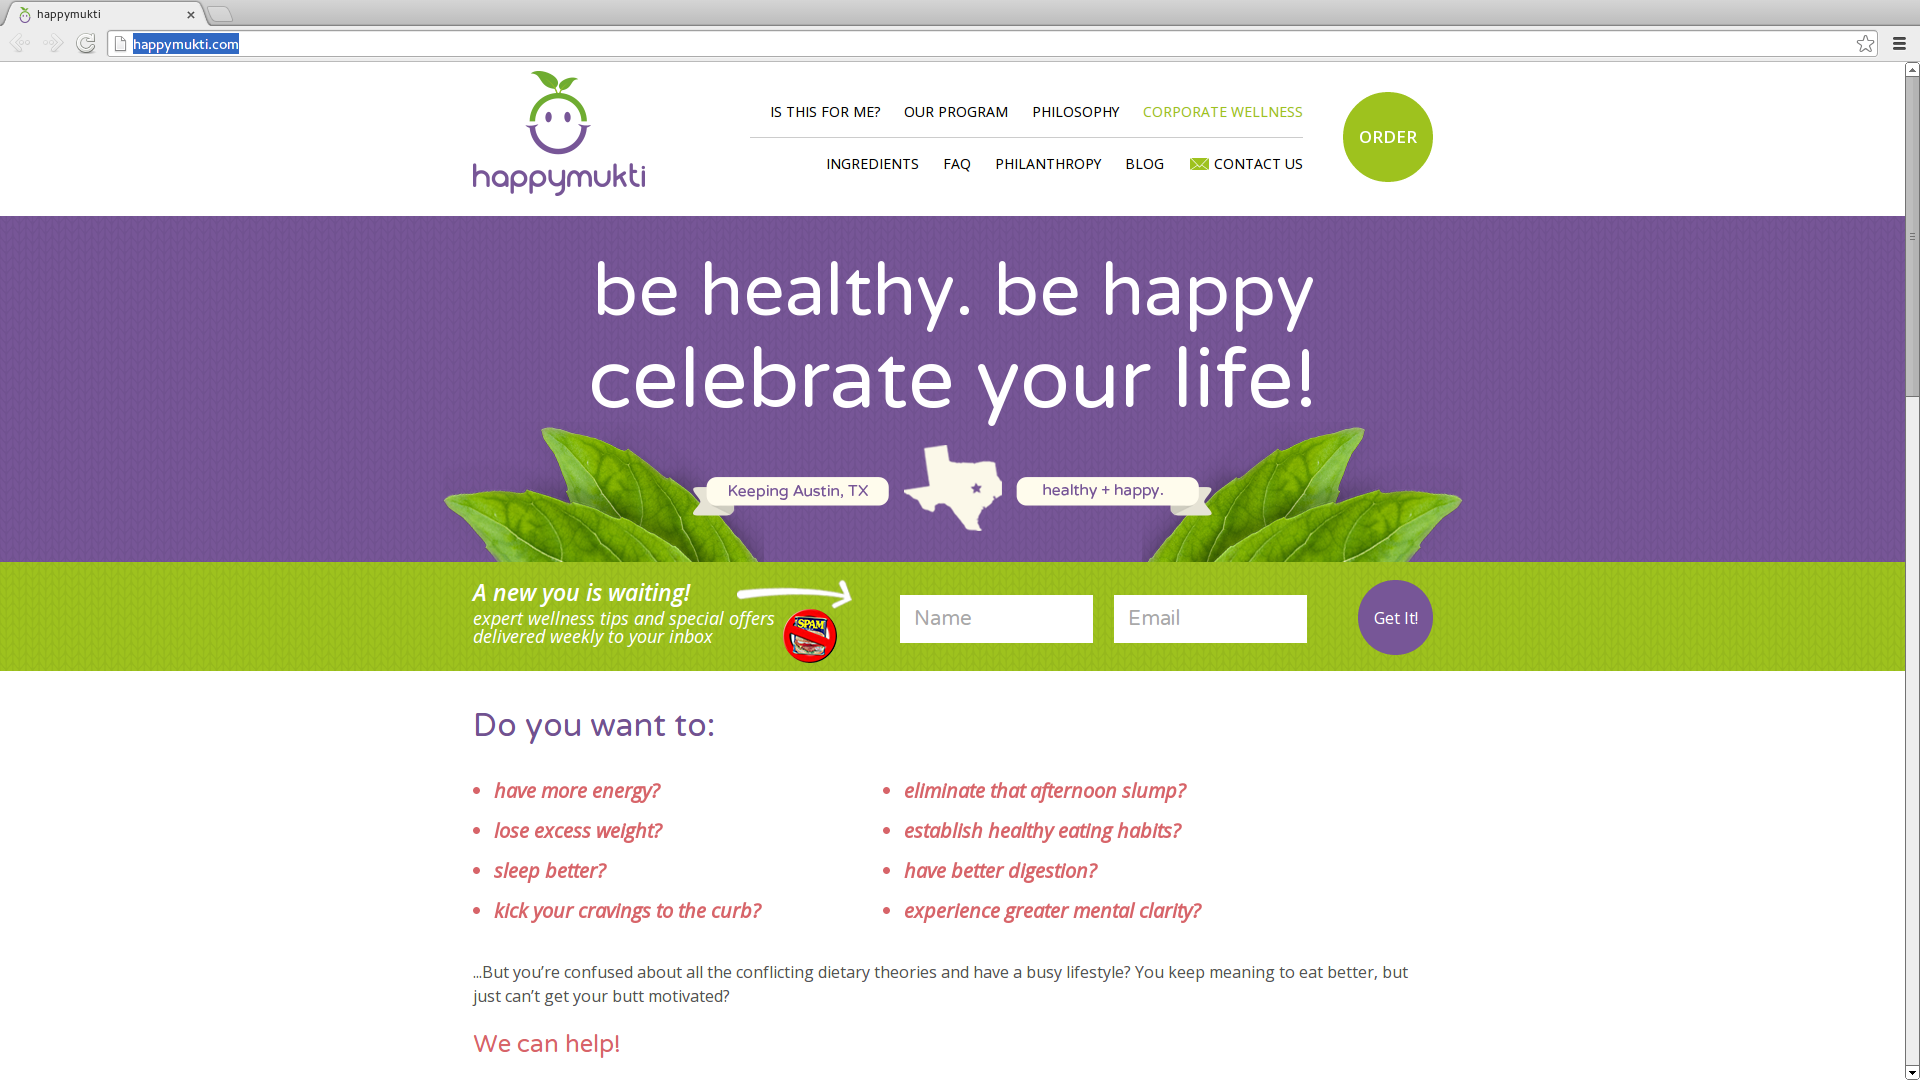 happymukti
happymukti.com
happymukti
IS THIS FOR ME? OUR PROGRAM PHILOSOPHY CORPORATE WELLNESS
INGREDIENTS FAQ PHILANTHROPY BLOG CONTACT US
ORDER
be healthy. be happy
celebrate your life!
Keeping Austin, TX healthy + happy.
A new you is waiting!
expert wellness tips and special offers
delivered weekly to your inbox
SPAM
Name Email Get It!
Do you want to:
• have more energy?
• lose excess weight?
• sleep better?
• kick your cravings to the curb?
• eliminate that afternoon slump?
• establish healthy eating habits?
• have better digestion?
• experience greater mental clarity?
...But you’re confused about all the conflicting dietary theories and have a busy lifestyle? You keep meaning to eat better, but
just can’t get your butt motivated?
We can help!